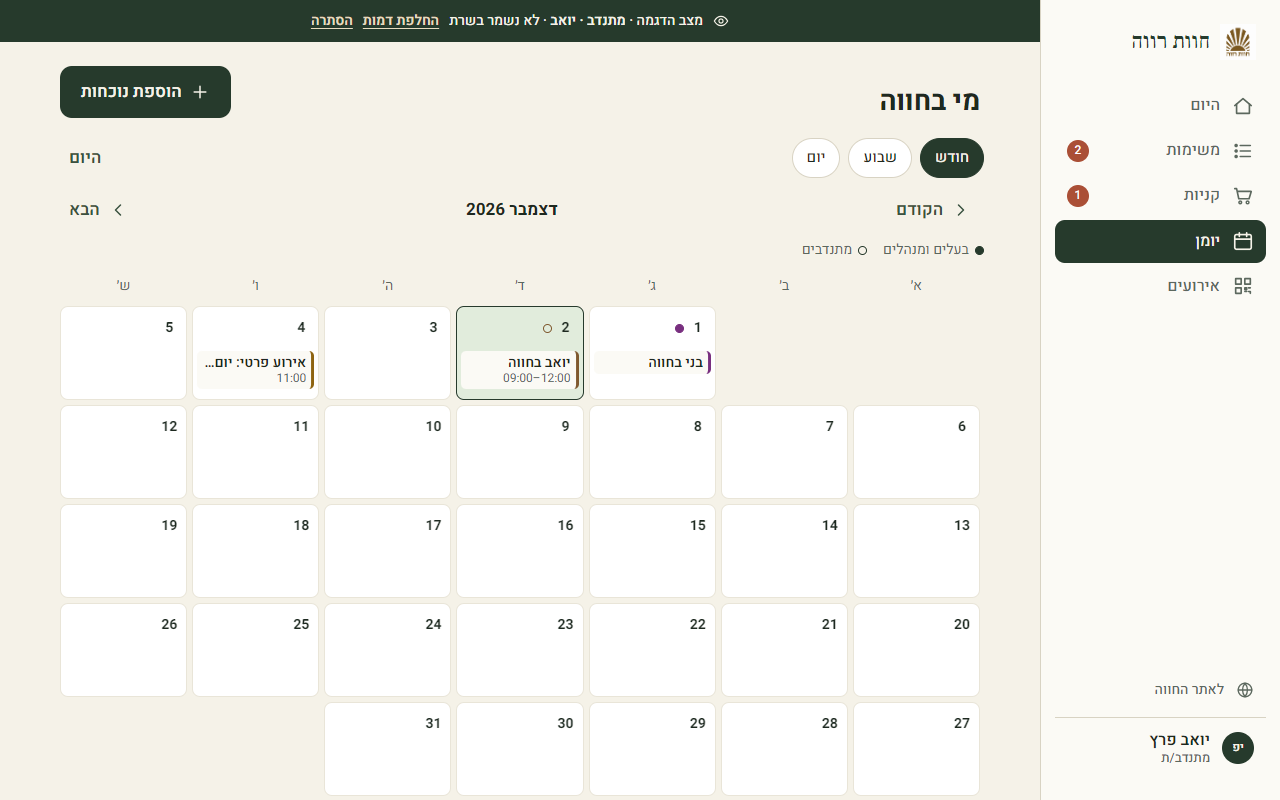 מצב הדגמה · מתנדב · יואב · לא נשמר בשרת החלפת דמות הסתרה
חוות רווה
היום
משימות 2
קניות 1
יומן
אירועים
לאתר החווה
יפ יואב פרץ
מתנדב/ת
מי בחווה
הוספת נוכחות
חודש שבוע יום
היום
הקודם דצמבר 2026 הבא
בעלים ומנהלים מתנדבים
א׳ ב׳ ג׳ ד׳ ה׳ ו׳ ש׳
1 2 3 4 5
בני בחווה יואב בחווה אירוע פרטי: יום...
09:00–12:00 11:00
6 7 8 9 10 11 12
13 14 15 16 17 18 19
20 21 22 23 24 25 26
27 28 29 30 31